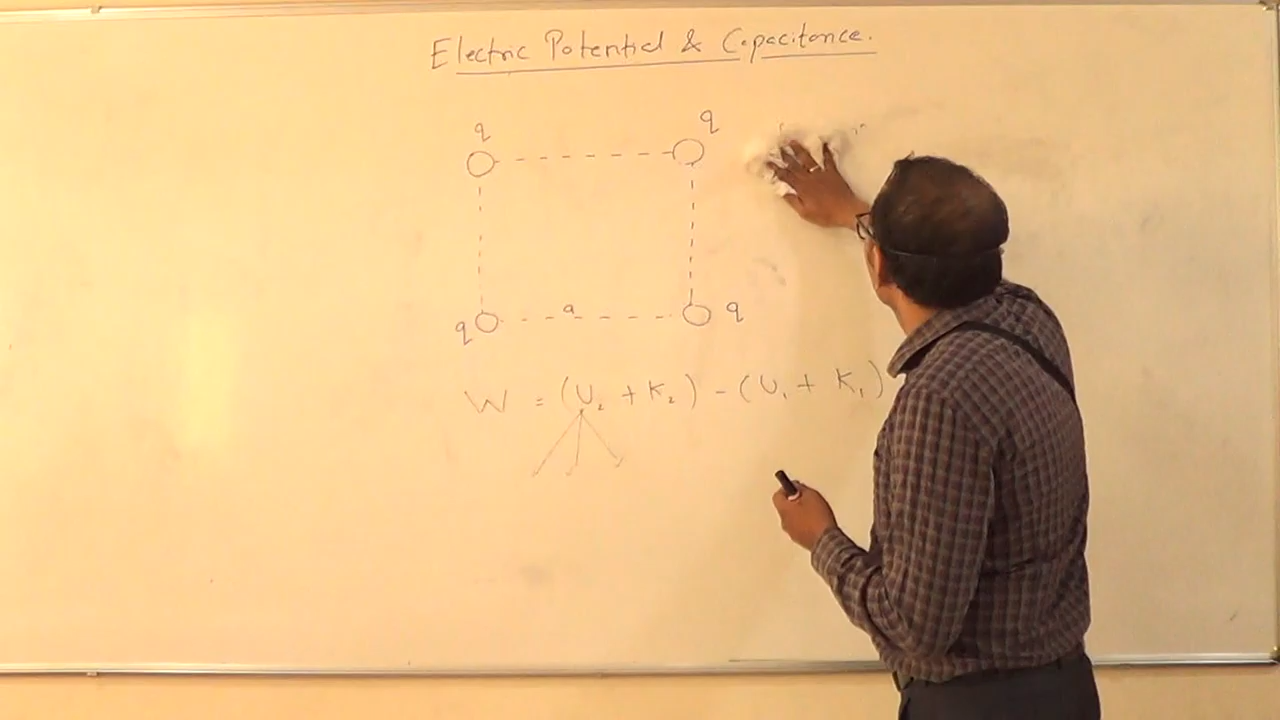 Electric Potential & Capacitance.
q q
q a q
W = (U₂ + K₂) - (U₁ + K₁)